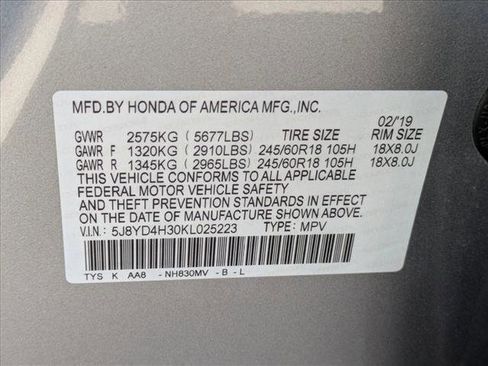 MFD.BY HONDA OF AMERICA MFG.,INC.
02/'19
GVWR 2575KG ( 5677LBS) TIRE SIZE RIM SIZE
GAWR F 1320KG ( 2910LBS) 245/60R18 105H 18X8.0J
GAWR R 1345KG ( 2965LBS) 245/60R18 105H 18X8.0J
THIS VEHICLE CONFORMS TO ALL APPLICABLE
FEDERAL MOTOR VEHICLE SAFETY
AND THEFT PREVENTION STANDARDS IN EFFECT ON
THE DATE OF MANUFACTURE SHOWN ABOVE.
V.I.N.: 5J8YD4H30KL025223 TYPE: MPV
TYS K AA8 - NH830MV - B - L